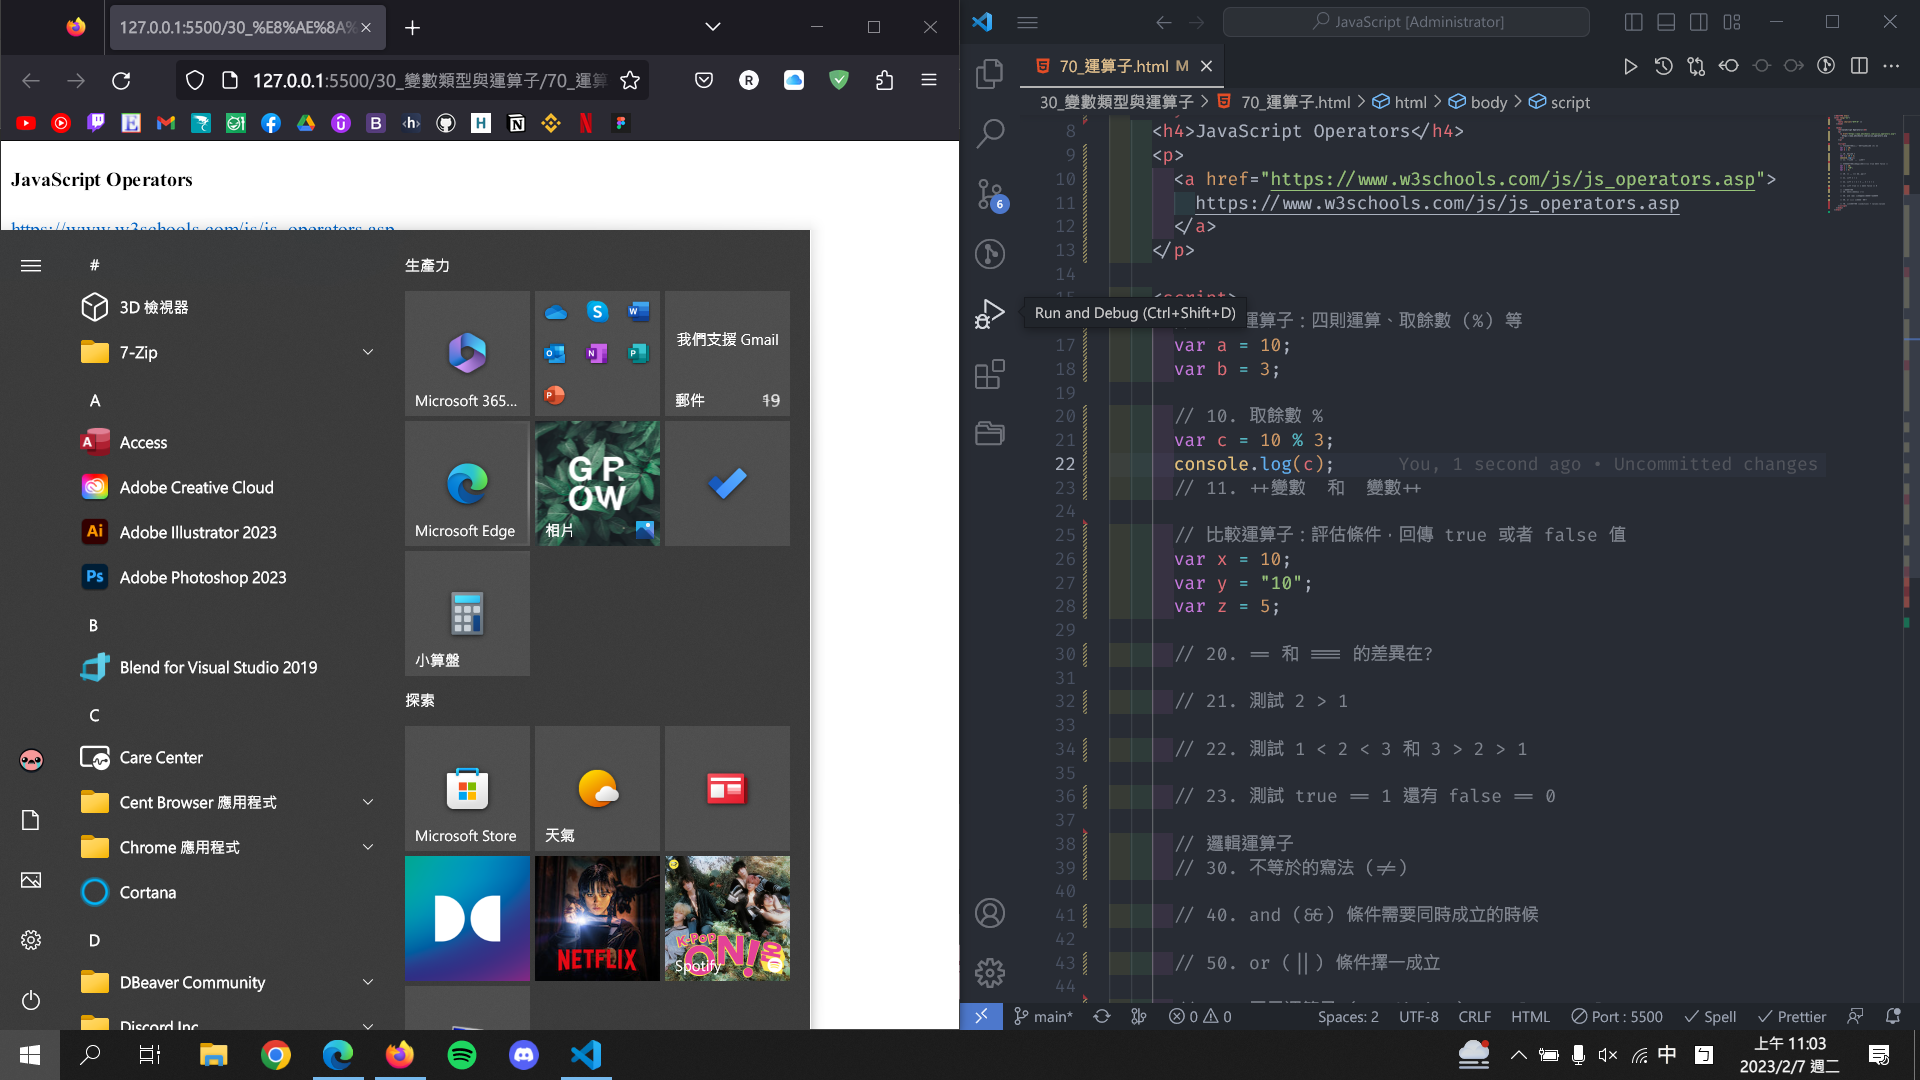 127.0.0.1:5500/30_%E8%AE%8A%
127.0.0.1:5500/30_變數類型與運算子/70_運算
JavaScript Operators
https://www.w3schools.com/js/js_operators.asp
#
3D 檢視器
7-Zip
A
Access
Adobe Creative Cloud
Adobe Illustrator 2023
Adobe Photoshop 2023
B
Blend for Visual Studio 2019
C
Care Center
Cent Browser 應用程式
Chrome 應用程式
Cortana
D
DBeaver Community
Discord Inc
生產力
Microsoft 365...
我們支援 Gmail
郵件 19
Microsoft Edge
GROW
相片
小算盤
探索
Microsoft Store
天氣
NETFLIX
K-POP ON!
Spotify
JavaScript [Administrator]
70_運算子.html M
30_變數類型與運算子 > 70_運算子.html > html > body > script
8 <h4>JavaScript Operators</h4>
9 <p>
10 <a href="https://www.w3schools.com/js/js_operators.asp">
11 https://www.w3schools.com/js/js_operators.asp
12 </a>
13 </p>
14
6
Run and Debug (Ctrl+Shift+D)
運算子：四則運算、取餘數 (%) 等
17 var a = 10;
18 var b = 3;
19
20 // 10. 取餘數 %
21 var c = 10 % 3;
22 console.log(c); You, 1 second ago • Uncommitted changes
23 // 11. ++變數 和 變數++
24
25 // 比較運算子：評估條件，回傳 true 或者 false 值
26 var x = 10;
27 var y = "10";
28 var z = 5;
29
30 // 20. == 和 === 的差異在?
31
32 // 21. 測試 2 > 1
33
34 // 22. 測試 1 < 2 < 3 和 3 > 2 > 1
35
36 // 23. 測試 true == 1 還有 false == 0
37
38 // 邏輯運算子
39 // 30. 不等於的寫法 (!=)
40
41 // 40. and (&&) 條件需要同時成立的時候
42
43 // 50. or (||) 條件擇一成立
44
main* 0 0 Spaces: 2 UTF-8 CRLF HTML Port : 5500 Spell Prettier
中
上午 11:03
2023/2/7 週二